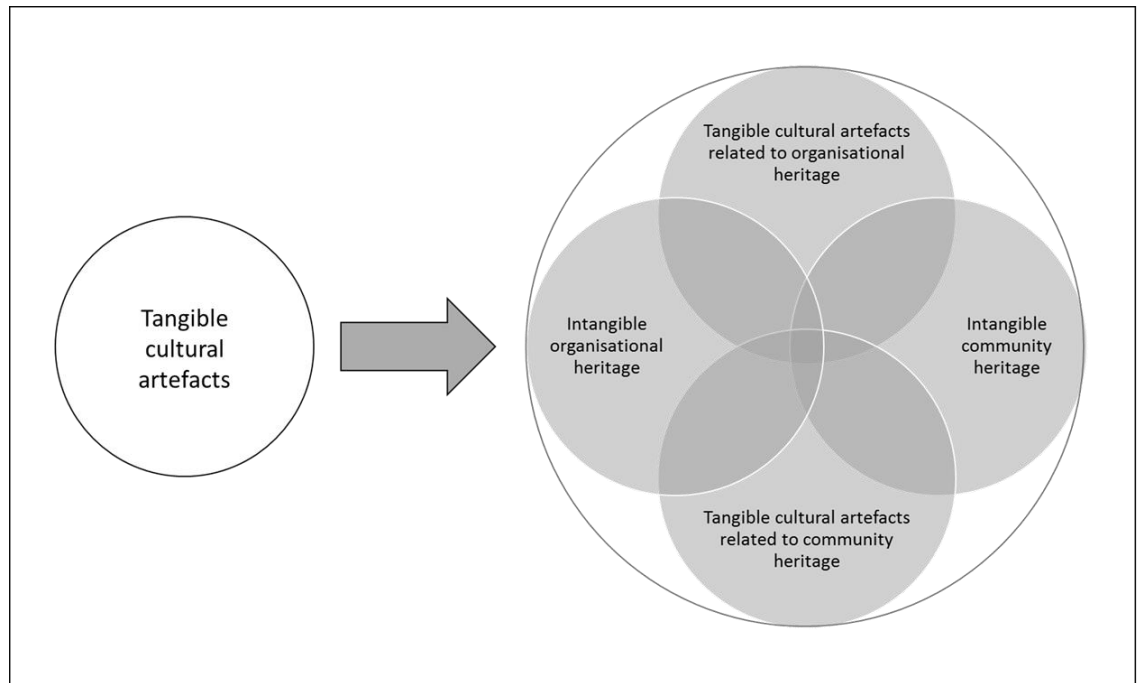 Tangible
cultural
artefacts
Tangible cultural artefacts
related to organisational
heritage
Intangible
organisational
heritage
Intangible
community
heritage
Tangible cultural artefacts
related to community
heritage